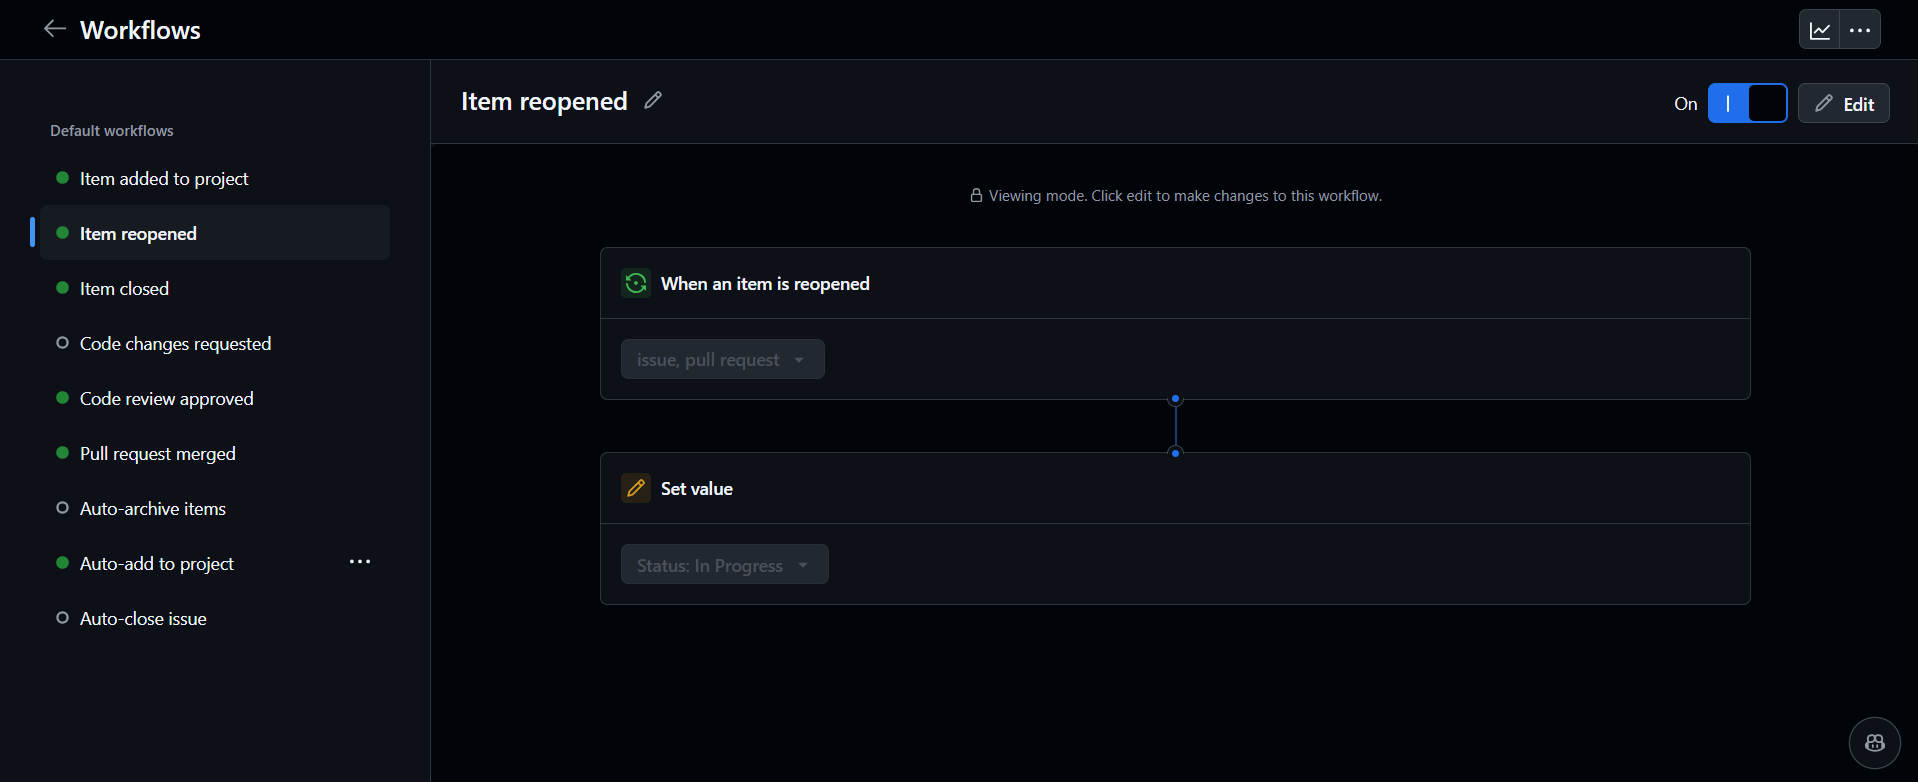 Workflows
Default workflows
Item added to project
Item reopened
Item closed
Code changes requested
Code review approved
Pull request merged
Auto-archive items
Auto-add to project
Auto-close issue
Item reopened
On
Edit
Viewing mode. Click edit to make changes to this workflow.
When an item is reopened
issue, pull request
Set value
Status: In Progress